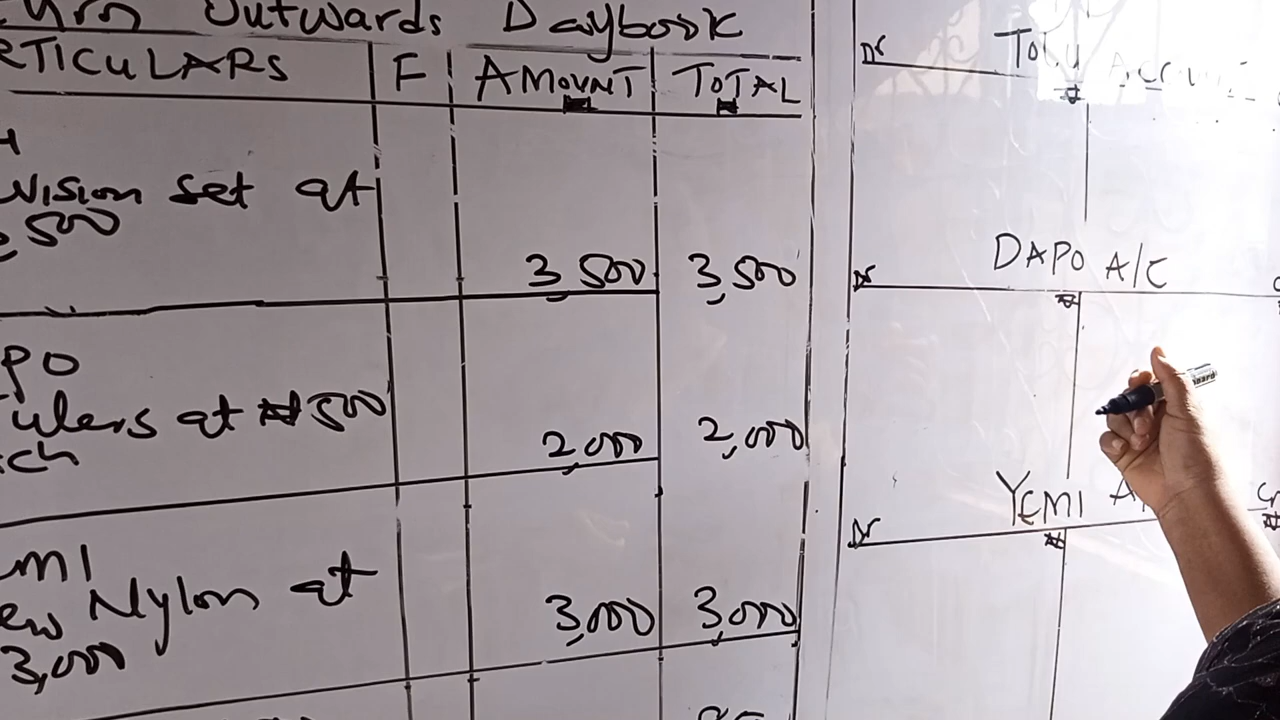 Outwards Daybook
RTICULARS F AMOUNT TOTAL
H
vision set at
500
3,500 3,500
PO
ulers at ₦500
ch
2,000 2,000
EMI
ew Nylon at
3,000
3,000 3,000
Dr Tolu Account
₦
DAPO A/C
Dr
₦
YEMI A/
Dr Cr
₦ ₦